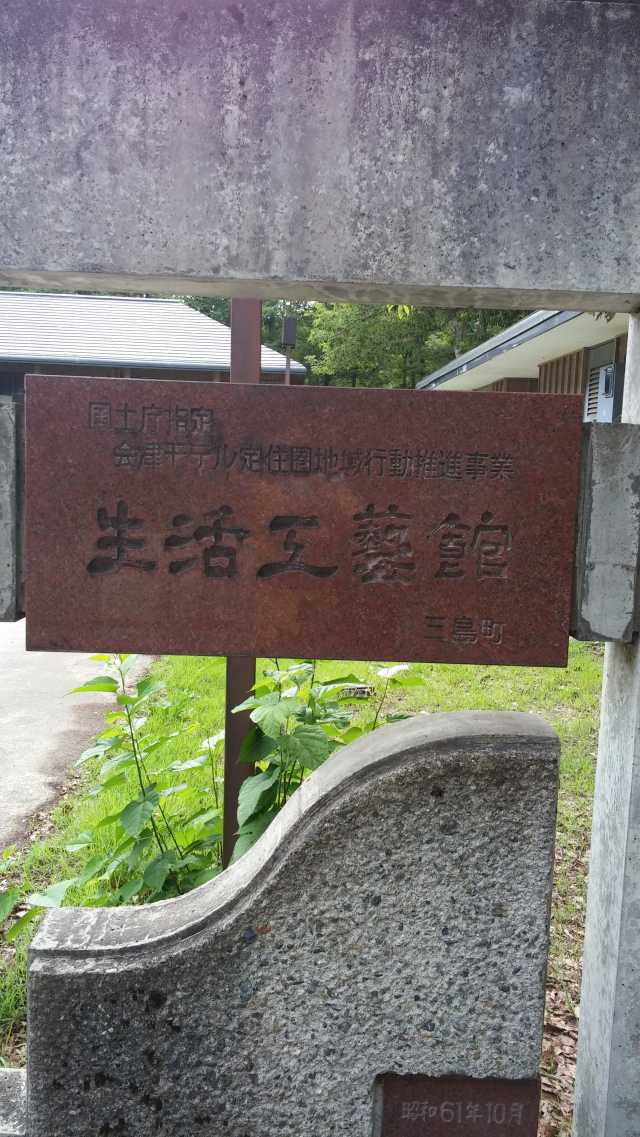 国土庁指定
会津モデル定住圏地域行動推進事業
生活工藝館
三島町
昭和61年10月